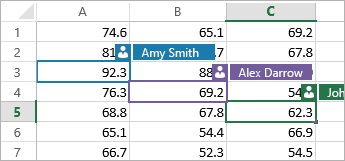 A B C
1 74.6 65.1 69.2
2 81 Amy Smith .7 67.8
3 92.3 88 Alex Darrow
4 76.3 69.2 54 Joh
5 68.8 67.8 62.3
6 65.1 54.4 66.9
7 66.7 52.3 54.5